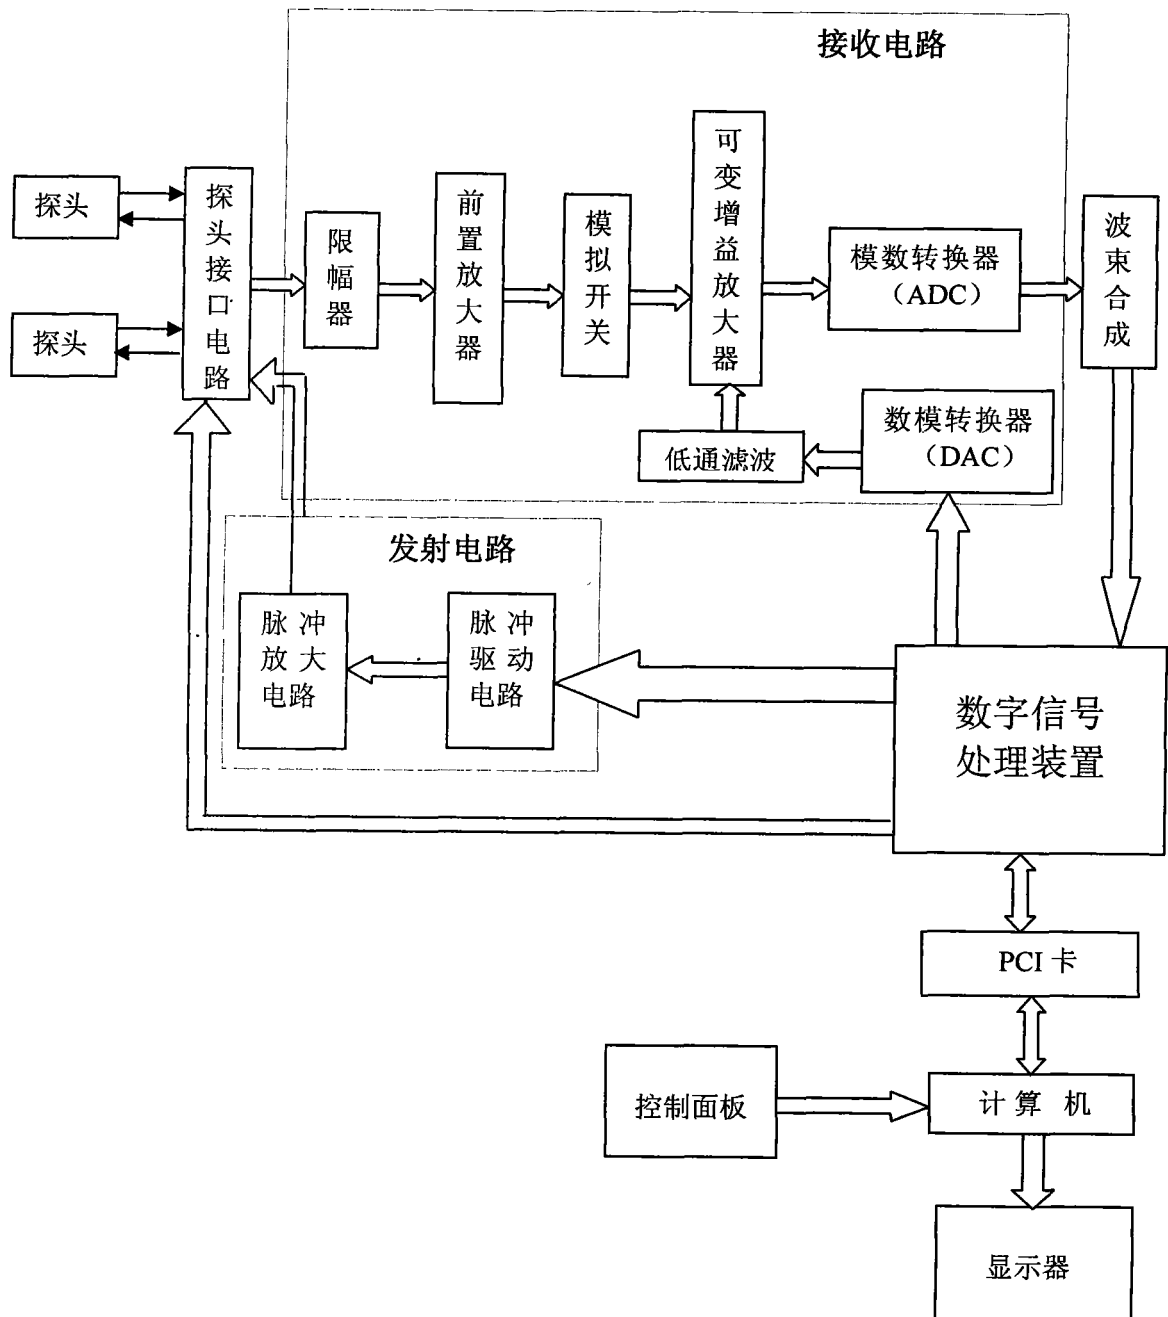 接收电路
探头
探头
探头接口电路
限幅器
前置放大器
模拟开关
可变增益放大器
模数转换器
（ADC）
波束合成
低通滤波
数模转换器
（DAC）
发射电路
脉 冲
放 大
电路
脉 冲
驱动
电路
数字信号
处理装置
PCI 卡
控制面板
计 算 机
显示器